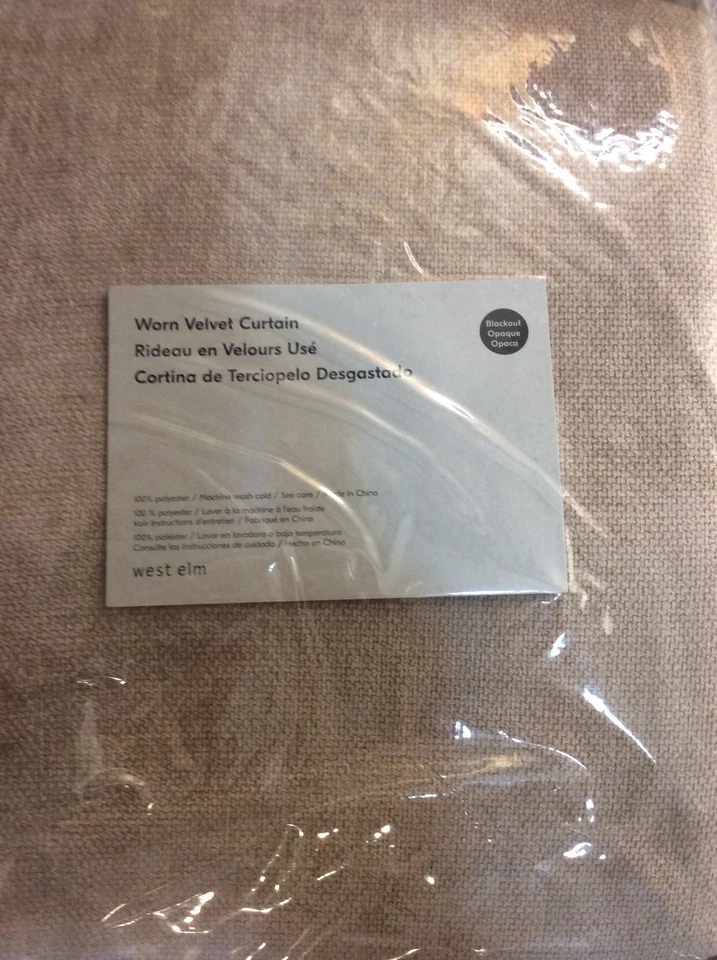 Worn Velvet Curtain
Rideau en Velours Usé
Cortina de Terciopelo Desgastado
Blackout
Opaque
Opaca
100% polyester / Machine wash cold / See care / Made in China
100 % polyester / Laver à la machine à l'eau froide
Voir instructions d'entretien / Fabriqué en Chine
100% poliéster / Lavar en lavadora a baja temperatura
Consulte las instrucciones de cuidado / Hecho en China
west elm